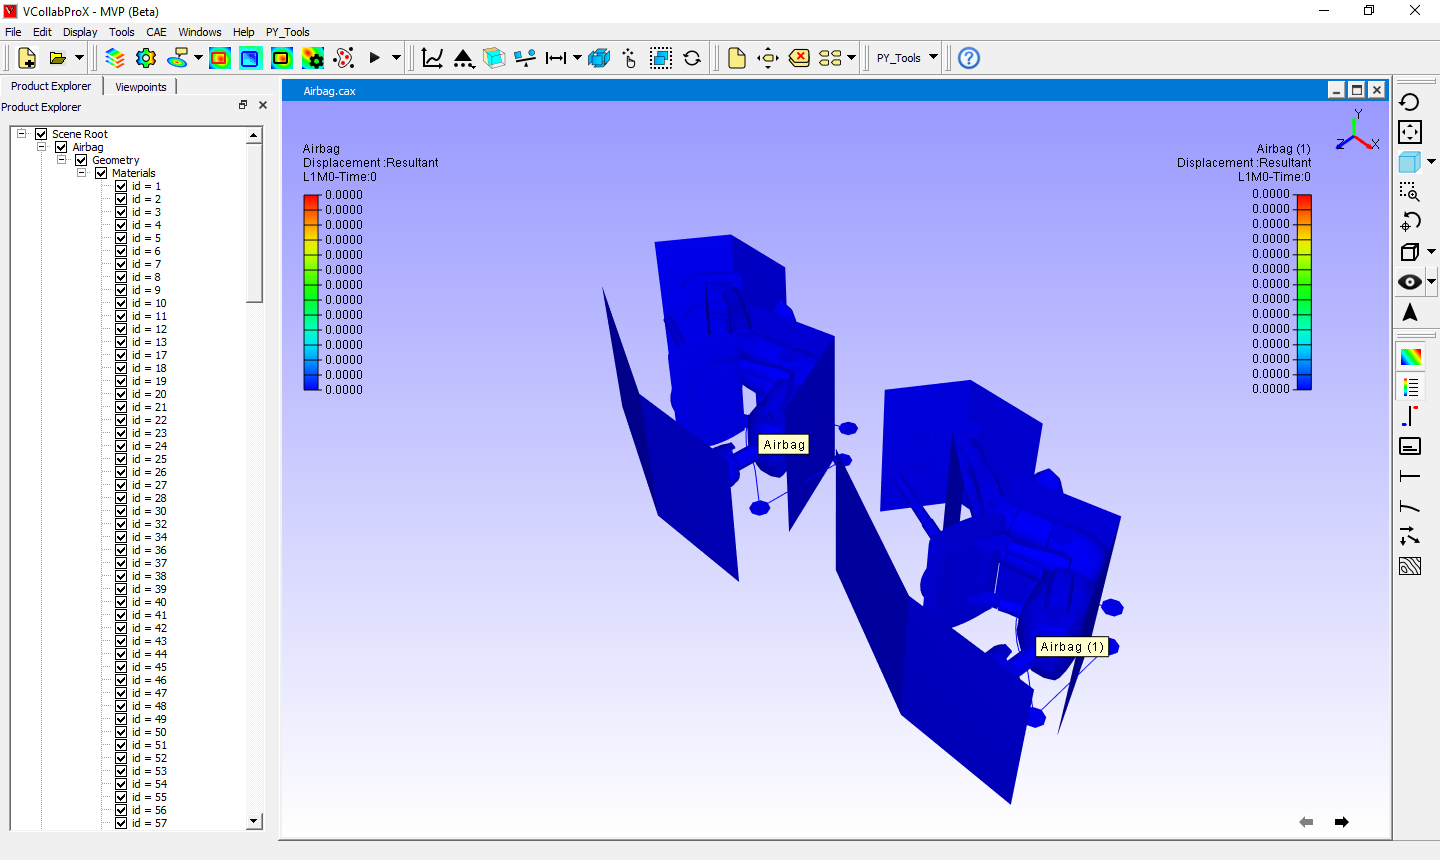 VCollabProX - MVP (Beta)
File Edit Display Tools CAE Windows Help PY_Tools
PY_Tools
Product Explorer Viewpoints
Product Explorer
Airbag.cax
Scene Root
Airbag
Geometry
Materials
id = 1
id = 2
id = 3
id = 4
id = 5
id = 6
id = 7
id = 8
id = 9
id = 10
id = 11
id = 12
id = 13
id = 17
id = 18
id = 19
id = 20
id = 21
id = 22
id = 23
id = 24
id = 25
id = 26
id = 27
id = 28
id = 30
id = 32
id = 34
id = 36
id = 37
id = 38
id = 39
id = 40
id = 41
id = 42
id = 43
id = 44
id = 45
id = 46
id = 47
id = 48
id = 49
id = 50
id = 51
id = 52
id = 53
id = 54
id = 55
id = 56
id = 57
Airbag
Displacement :Resultant
L1M0-Time:0
0.0000
0.0000
0.0000
0.0000
0.0000
0.0000
0.0000
0.0000
0.0000
0.0000
0.0000
0.0000
0.0000
0.0000
Airbag (1)
Displacement :Resultant
L1M0-Time:0
0.0000
0.0000
0.0000
0.0000
0.0000
0.0000
0.0000
0.0000
0.0000
0.0000
0.0000
0.0000
0.0000
0.0000
Y
Z X
Airbag
Airbag (1)